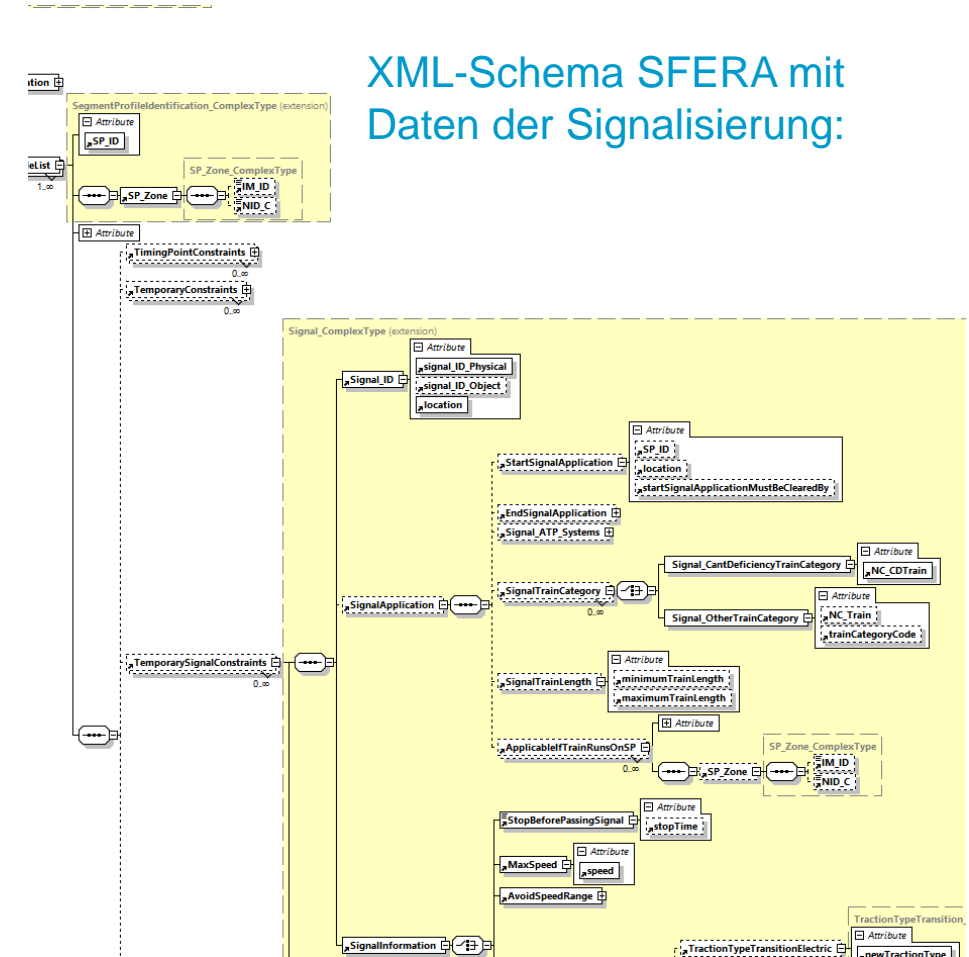 XML-Schema SFERA mit
Daten der Signalisierung:
SegmentProfileIdentification_ComplexType (extension)
Attribute
SP_ID
1..∞
SP_Zone_ComplexType
SP_Zone
IM_ID
NID_C
Attribute
TimingPointConstraints
0..∞
TemporaryConstraints
0..∞
Signal_ComplexType (extension)
Attribute
Signal_ID
signal_ID_Physical
signal_ID_Object
location
Attribute
StartSignalApplication
SP_ID
location
startSignalApplicationMustBeClearedBy
EndSignalApplication
Signal_ATP_Systems
Attribute
Signal_CantDeficiencyTrainCategory
NC_CDTrain
SignalTrainCategory
0..∞
Attribute
Signal_OtherTrainCategory
NC_Train
trainCategoryCode
SignalApplication
TemporarySignalConstraints
0..∞
Attribute
SignalTrainLength
minimumTrainLength
maximumTrainLength
Attribute
ApplicableIfTrainRunsOnSP
0..∞
SP_Zone_ComplexType
SP_Zone
IM_ID
NID_C
Attribute
StopBeforePassingSignal
stopTime
Attribute
MaxSpeed
speed
AvoidSpeedRange
SignalInformation
TractionTypeTransition_
Attribute
TractionTypeTransitionElectric
newTractionType